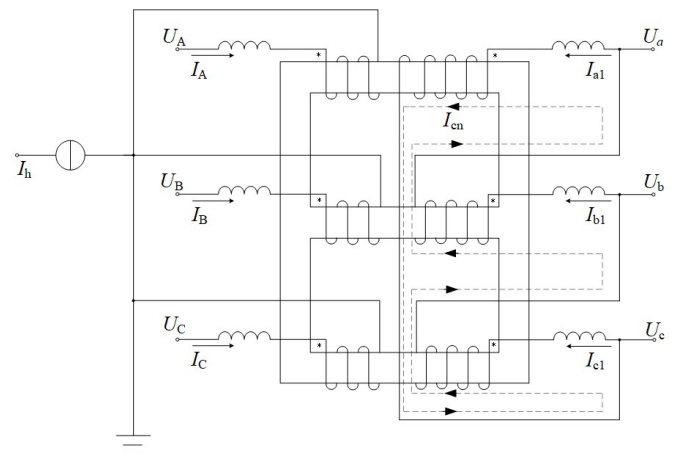 U_A
U_a
*
*
I_A
I_a1
I_cn
I_h
U_B
U_b
*
*
I_B
I_b1
U_C
U_c
*
*
I_C
I_c1